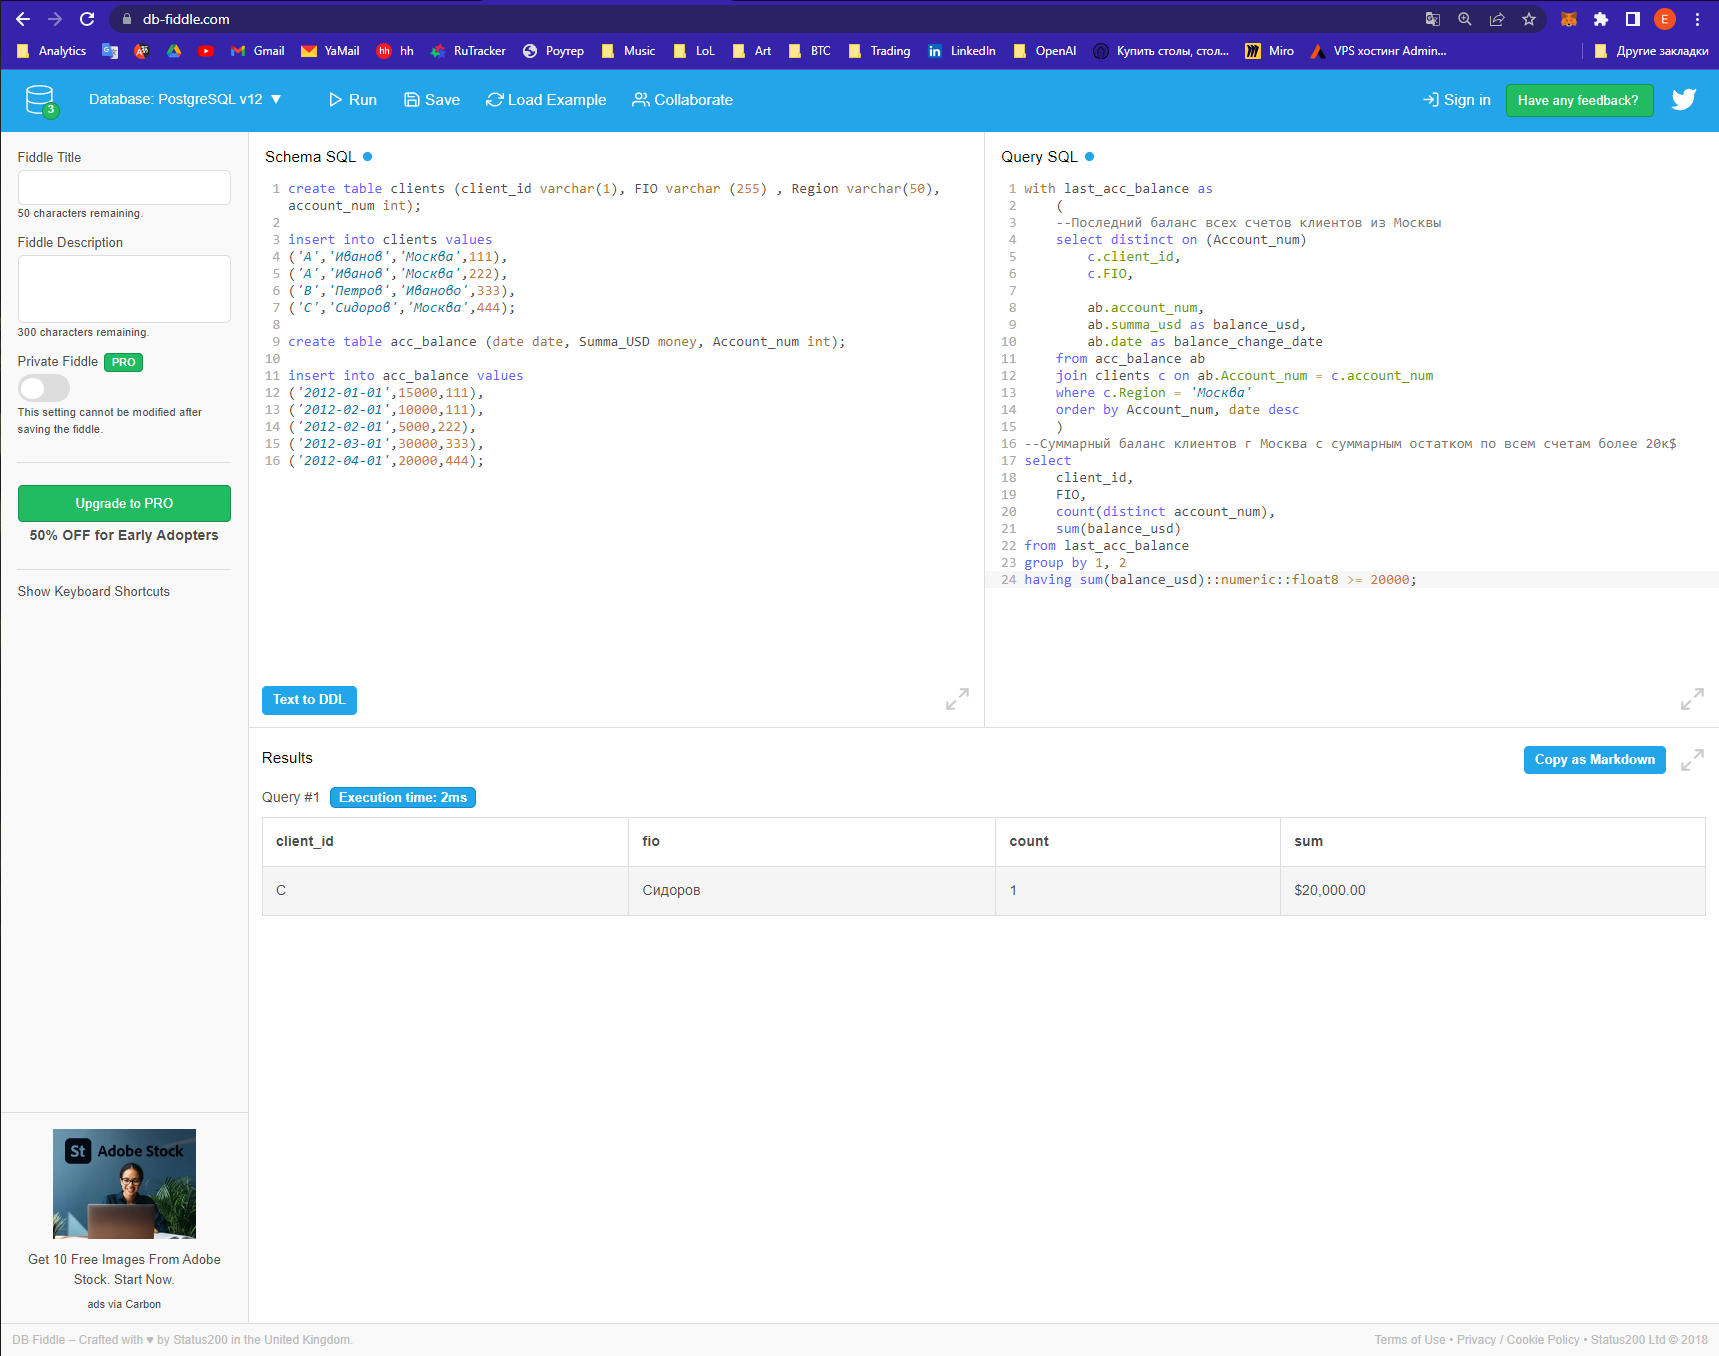 db-fiddle.com
E
Analytics
Gmail
YaMail
hh hh
RuTracker
Роутер
Music
LoL
Art
BTC
Trading
in LinkedIn
OpenAI
Купить столы, стол...
Miro
VPS хостинг Admin...
Другие закладки
3
Database: PostgreSQL v12 ▼
Run
Save
Load Example
Collaborate
Sign in
Have any feedback?
Fiddle Title
50 characters remaining.
Fiddle Description
300 characters remaining.
Private Fiddle PRO
This setting cannot be modified after
saving the fiddle.
Upgrade to PRO
50% OFF for Early Adopters
Show Keyboard Shortcuts
St Adobe Stock
Get 10 Free Images From Adobe
Stock. Start Now.
ads via Carbon
Schema SQL
1 create table clients (client_id varchar(1), FIO varchar (255) , Region varchar(50),
account_num int);
2
3 insert into clients values
4 ('A','Иванов','Москва',111),
5 ('A','Иванов','Москва',222),
6 ('B','Петров','Иваново',333),
7 ('C','Сидоров','Москва',444);
8
9 create table acc_balance (date date, Summa_USD money, Account_num int);
10
11 insert into acc_balance values
12 ('2012-01-01',15000,111),
13 ('2012-02-01',10000,111),
14 ('2012-02-01',5000,222),
15 ('2012-03-01',30000,333),
16 ('2012-04-01',20000,444);
Text to DDL
Query SQL
1 with last_acc_balance as
2 (
3 --Последний баланс всех счетов клиентов из Москвы
4 select distinct on (Account_num)
5 c.client_id,
6 c.FIO,
7
8 ab.account_num,
9 ab.summa_usd as balance_usd,
10 ab.date as balance_change_date
11 from acc_balance ab
12 join clients c on ab.Account_num = c.account_num
13 where c.Region = 'Москва'
14 order by Account_num, date desc
15 )
16 --Суммарный баланс клиентов г Москва с суммарным остатком по всем счетам более 20к$
17 select
18 client_id,
19 FIO,
20 count(distinct account_num),
21 sum(balance_usd)
22 from last_acc_balance
23 group by 1, 2
24 having sum(balance_usd)::numeric::float8 >= 20000;
Results
Copy as Markdown
Query #1 Execution time: 2ms
client_id fio count sum
C Сидоров 1 $20,000.00
DB Fiddle – Crafted with ♥ by Status200 in the United Kingdom.
Terms of Use • Privacy / Cookie Policy • Status200 Ltd © 2018